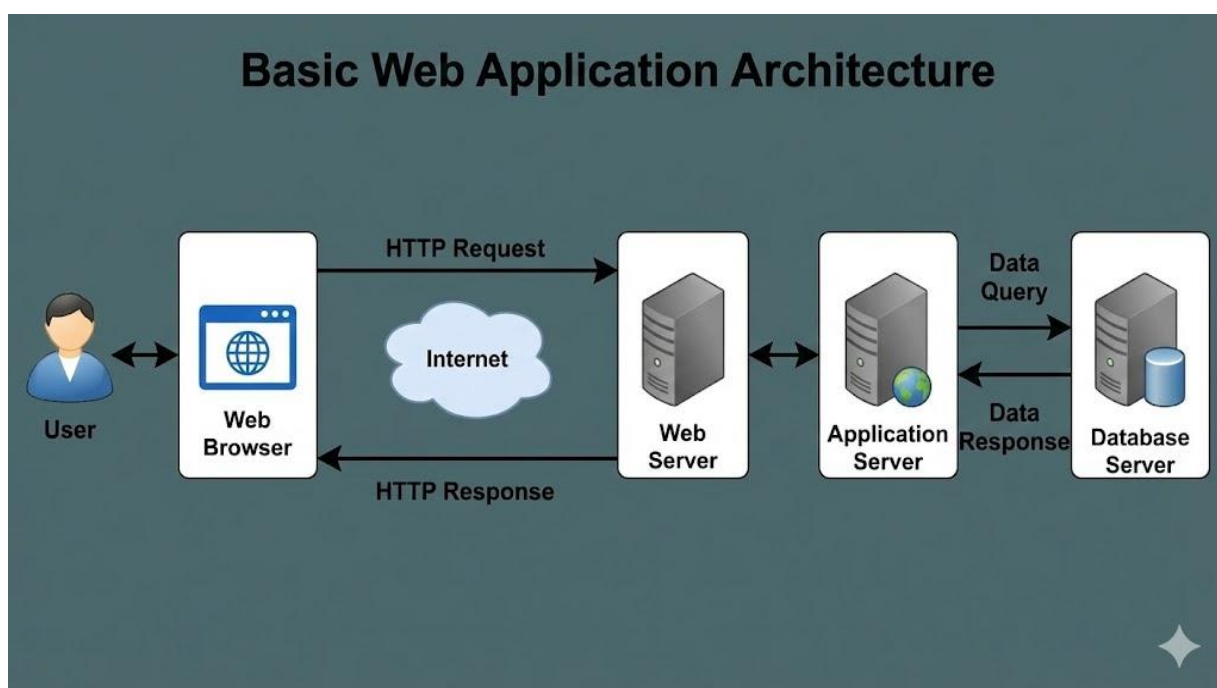 Basic Web Application Architecture
HTTP Request
Internet
HTTP Response
User
Web
Browser
Web
Server
Application
Server
Data
Query
Data
Response
Database
Server